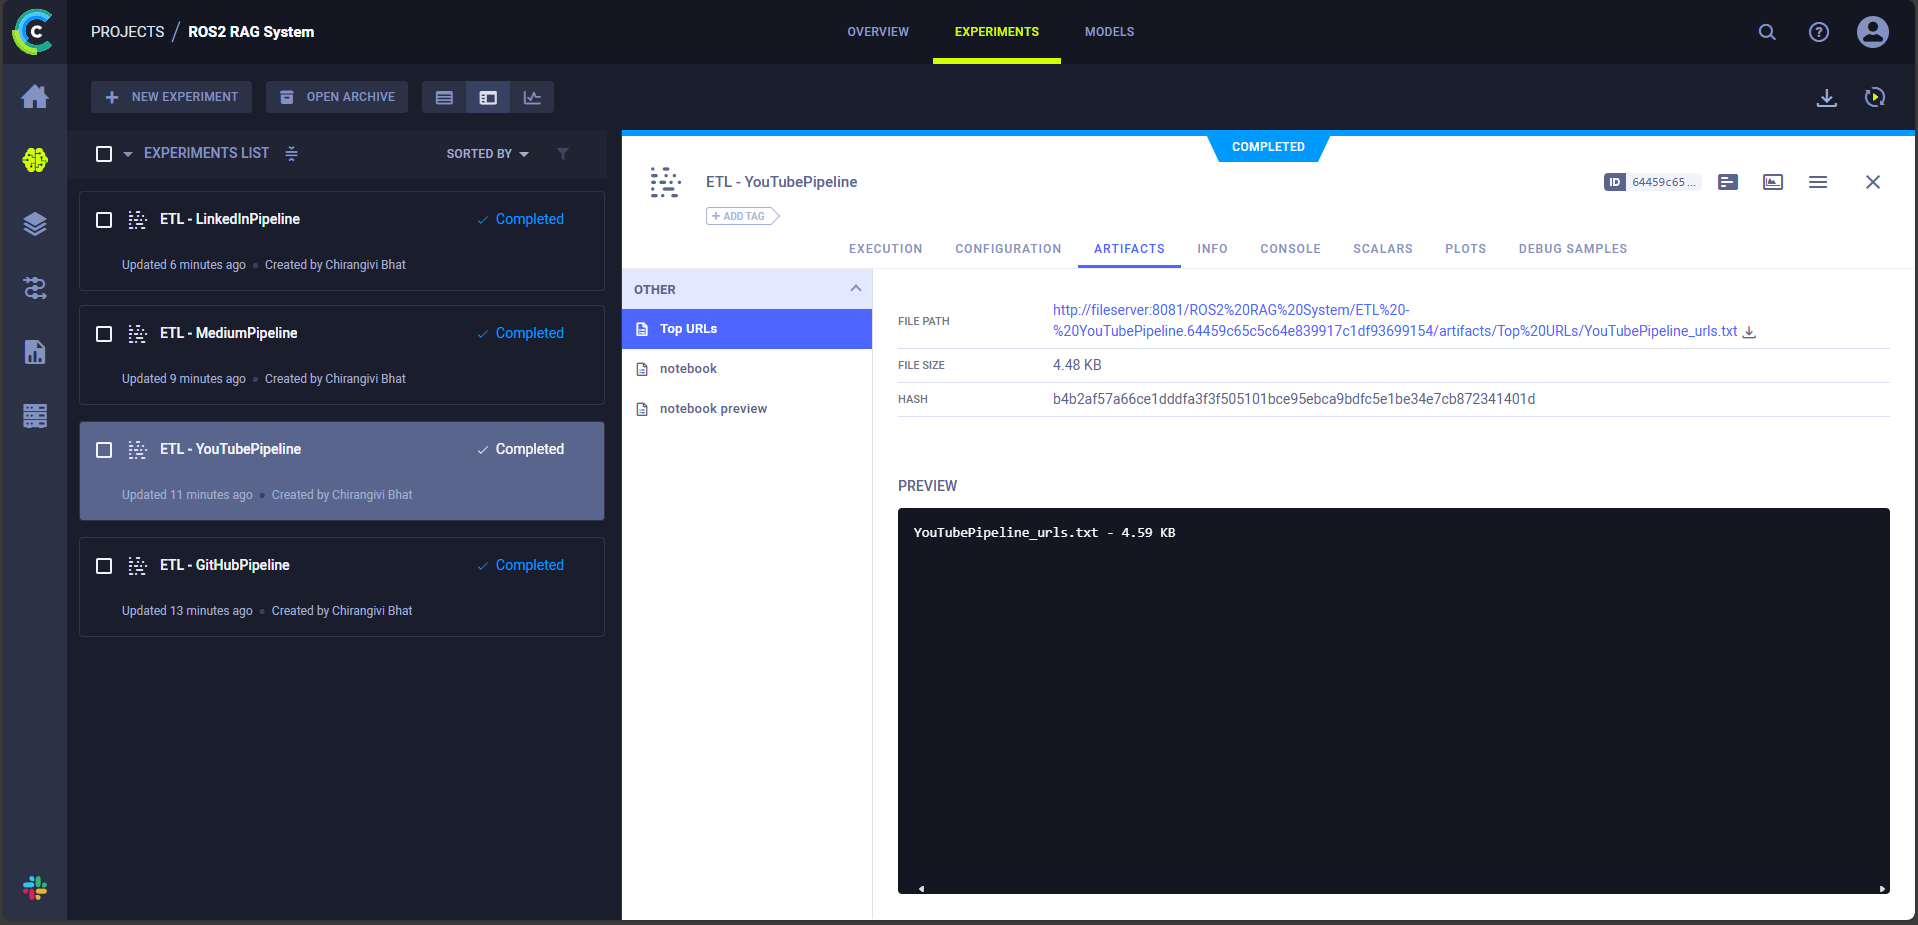 PROJECTS / ROS2 RAG System
OVERVIEW
EXPERIMENTS
MODELS
NEW EXPERIMENT
OPEN ARCHIVE
EXPERIMENTS LIST
SORTED BY
ETL - LinkedInPipeline
Completed
Updated 6 minutes ago • Created by Chirangivi Bhat
ETL - MediumPipeline
Completed
Updated 9 minutes ago • Created by Chirangivi Bhat
ETL - YouTubePipeline
Completed
Updated 11 minutes ago • Created by Chirangivi Bhat
ETL - GitHubPipeline
Completed
Updated 13 minutes ago • Created by Chirangivi Bhat
COMPLETED
ETL - YouTubePipeline
ID 64459c65 ...
+ ADD TAG
EXECUTION
CONFIGURATION
ARTIFACTS
INFO
CONSOLE
SCALARS
PLOTS
DEBUG SAMPLES
OTHER
Top URLs
notebook
notebook preview
FILE PATH
http://fileserver:8081/ROS2%20RAG%20System/ETL%20-
%20YouTubePipeline.64459c65c5c64e839917c1df93699154/artifacts/Top%20URLs/YouTubePipeline_urls.txt
FILE SIZE
4.48 KB
HASH
b4b2af57a66ce1dddfa3f3f505101bce95ebca9bdfc5e1be34e7cb872341401d
PREVIEW
YouTubePipeline_urls.txt - 4.59 KB